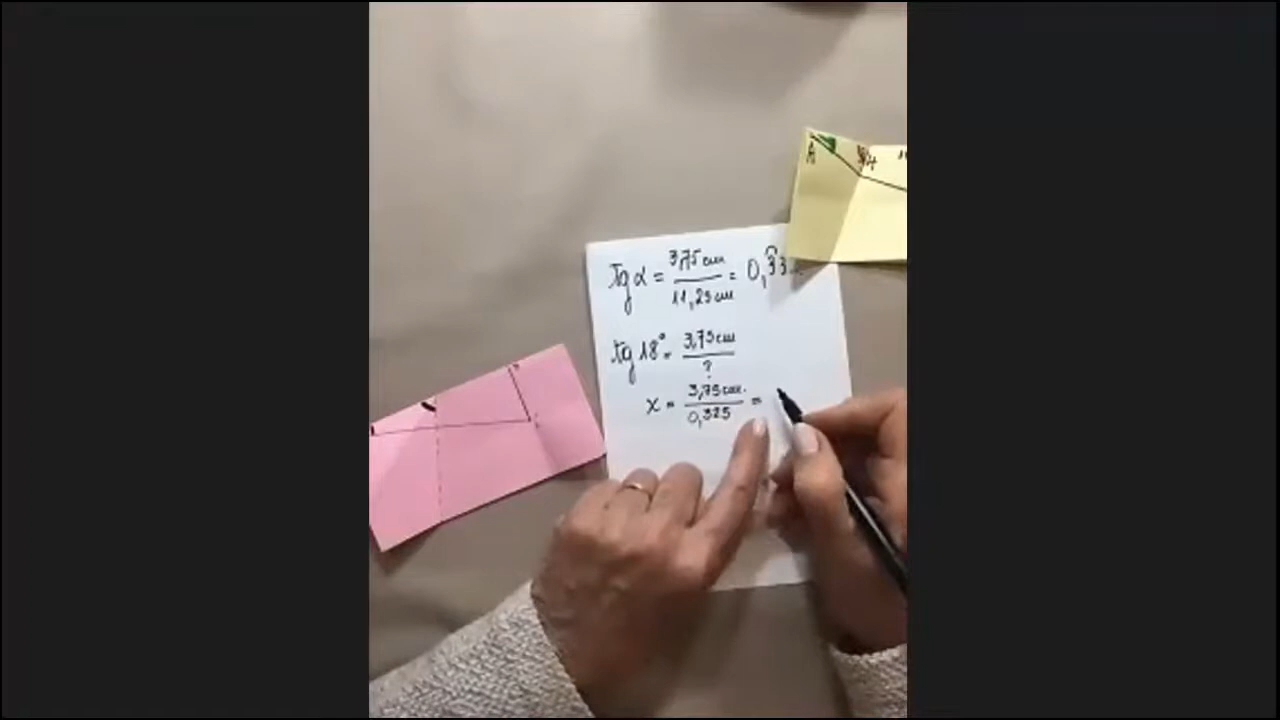 tg α = 3,75 cm / 11,25 cm = 0,33...
tg 18° = 3,75 cm / ?
x = 3,75 cm / 0,325 =
A